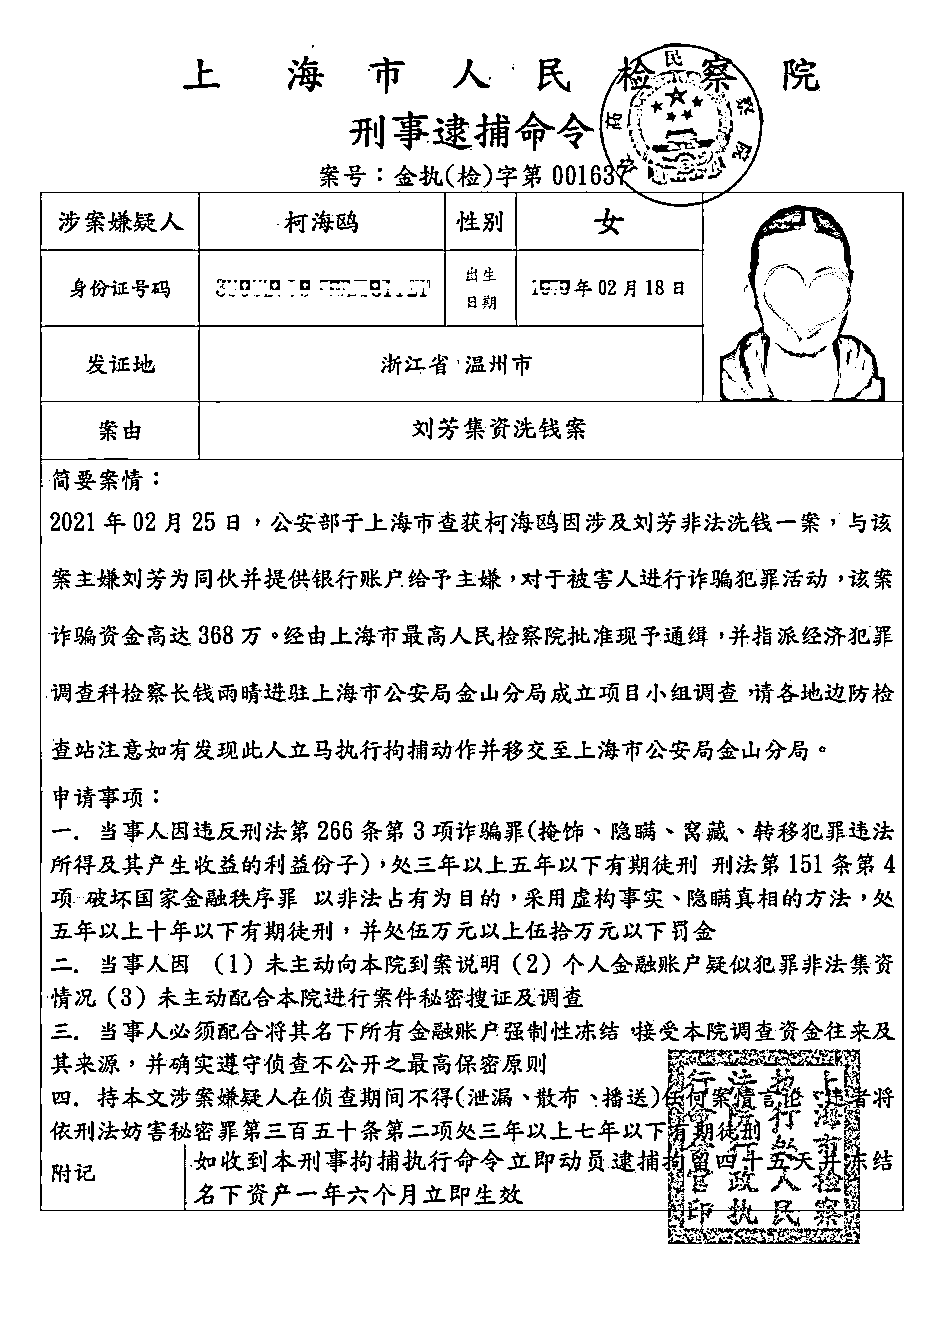 上海市人民检察院
刑事逮捕命令
案号：金执(检)字第 001637
涉案嫌疑人 柯海鸥 性别 女
身份证号码 出生日期 年 02 月 18 日
发证地 浙江省 温州市
案由 刘芳集资洗钱案
简要案情：
2021 年 02 月 25 日，公安部于上海市查获柯海鸥因涉及刘芳非法洗钱一案，与该
案主嫌刘芳为同伙并提供银行账户给予主嫌，对于被害人进行诈骗犯罪活动，该案
诈骗资金高达 368 万。经由上海市最高人民检察院批准现予通缉，并指派经济犯罪
调查科检察长钱雨晴进驻上海市公安局金山分局成立项目小组调查，请各地边防检
查站注意如有发现此人立马执行拘捕动作并移交至上海市公安局金山分局。
申请事项：
一. 当事人因违反刑法第 266 条第 3 项诈骗罪(掩饰、隐瞒、窝藏、转移犯罪违法
所得及其产生收益的利益份子)，处三年以上五年以下有期徒刑 刑法第 151 条第 4
项 破坏国家金融秩序罪 以非法占有为目的，采用虚构事实、隐瞒真相的方法，处
五年以上十年以下有期徒刑，并处伍万元以上伍拾万元以下罚金
二. 当事人因 （1）未主动向本院到案说明（2）个人金融账户疑似犯罪非法集资
情况（3）未主动配合本院进行案件秘密搜证及调查
三. 当事人必须配合将其名下所有金融账户强制性冻结，接受本院调查资金往来及
其来源，并确实遵守侦查不公开之最高保密原则
四. 持本文涉案嫌疑人在侦查期间不得(泄漏、散布、播送)任何案情言论，违者将
依刑法妨害秘密罪第三百五十条第二项处三年以上七年以下有期徒刑
附记 如收到本刑事拘捕执行命令立即动员逮捕拘留四十五天并冻结
名下资产一年六个月立即生效